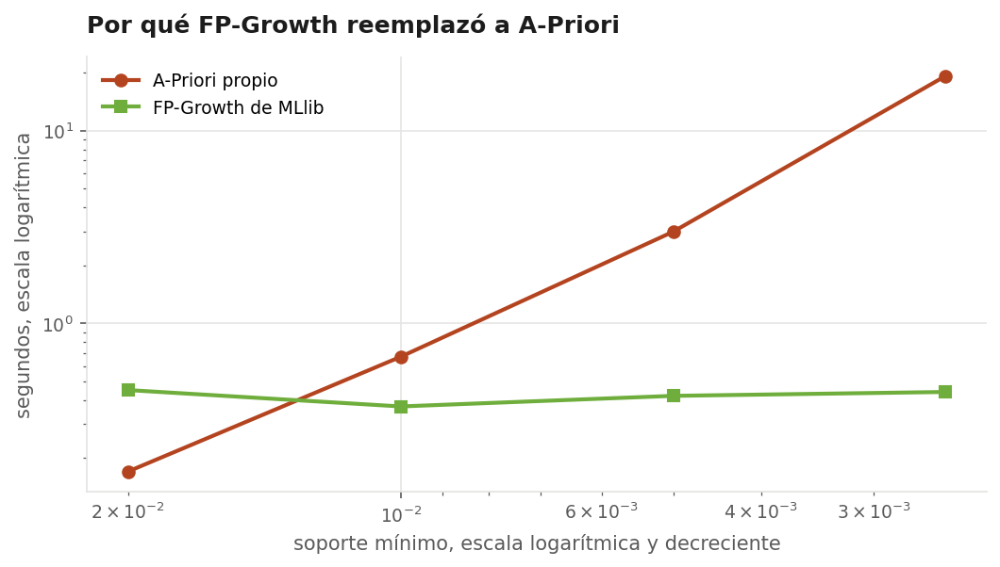 Por qué FP-Growth reemplazó a A-Priori
A-Priori propio
FP-Growth de MLlib
segundos, escala logarítmica
10¹
10⁰
2 × 10⁻²
10⁻²
6 × 10⁻³
4 × 10⁻³
3 × 10⁻³
soporte mínimo, escala logarítmica y decreciente